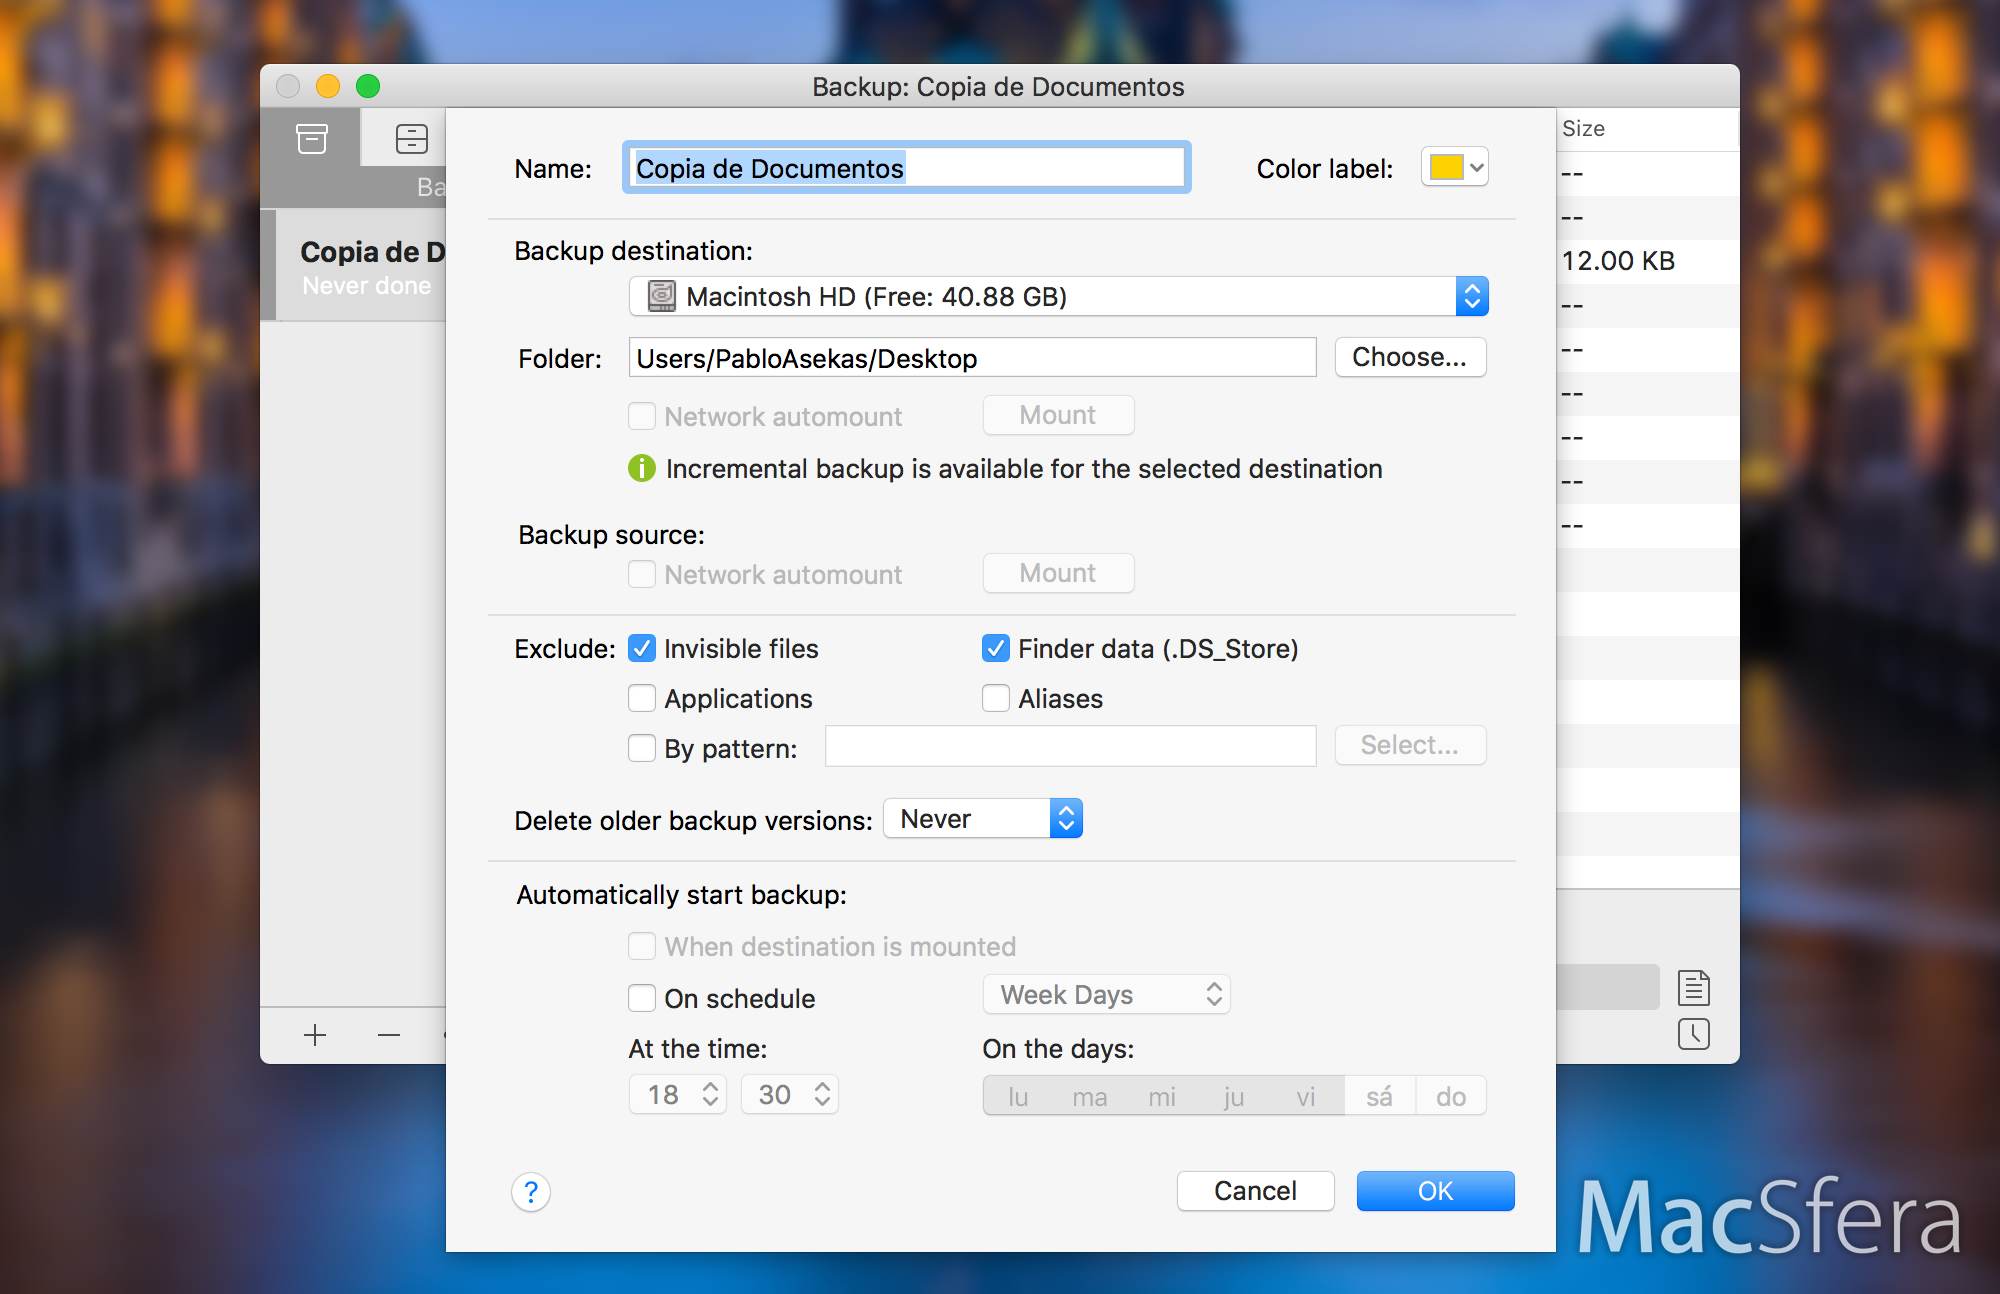 Backup: Copia de Documentos
Size
Name: Copia de Documentos Color label:
--
Ba
--
Backup destination:
Copia de D
12.00 KB
Never done
Macintosh HD (Free: 40.88 GB)
--
Folder: Users/PabloAsekas/Desktop Choose...
--
--
Network automount Mount
--
Incremental backup is available for the selected destination
--
--
Backup source:
Network automount Mount
Exclude: Invisible files Finder data (.DS_Store)
Applications Aliases
By pattern: Select...
Delete older backup versions: Never
Automatically start backup:
When destination is mounted
On schedule Week Days
At the time: On the days:
18 30 lu ma mi ju vi sá do
? Cancel OK
MacSfera